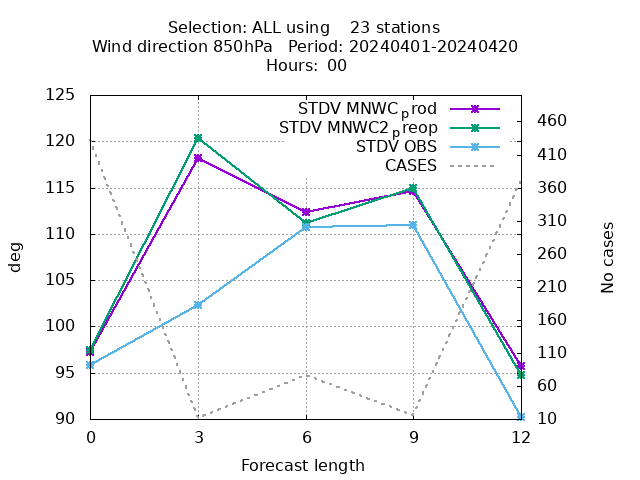 Selection: ALL using    23 stations
Wind direction 850hPa   Period: 20240401-20240420
Hours:  00
STDV MNWCprod
STDV MNWC2preop
STDV OBS
CASES
125
120
115
110
105
100
95
90
deg
460
410
360
310
260
210
160
110
60
10
No cases
0 3 6 9 12
Forecast length